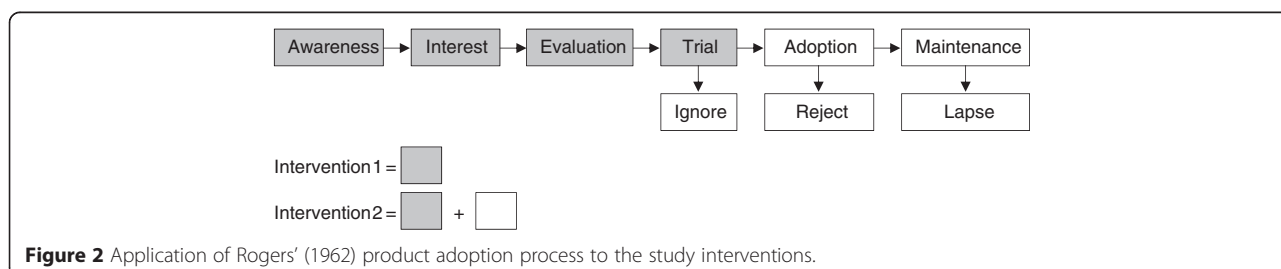 Awareness Interest Evaluation Trial Adoption Maintenance
Ignore Reject Lapse
Intervention1 =
Intervention2 = +
Figure 2 Application of Rogers’ (1962) product adoption process to the study interventions.